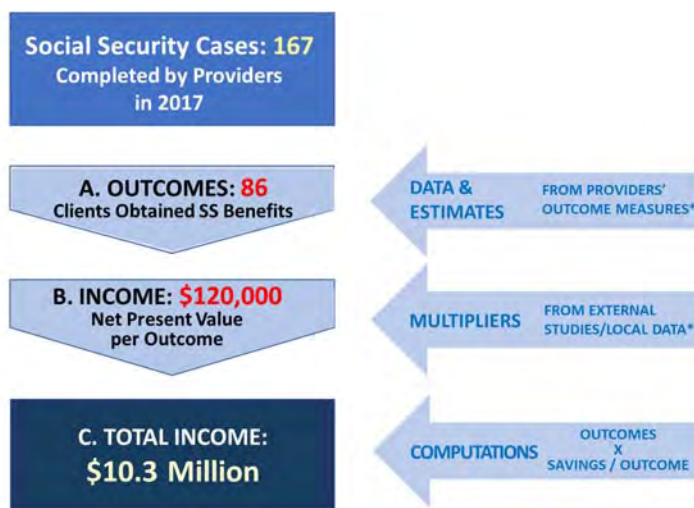 Social Security Cases: 167
Completed by Providers
in 2017
A. OUTCOMES: 86
Clients Obtained SS Benefits
DATA &
ESTIMATES
FROM PROVIDERS'
OUTCOME MEASURES*
B. INCOME: $120,000
Net Present Value
per Outcome
MULTIPLIERS
FROM EXTERNAL
STUDIES/LOCAL DATA*
C. TOTAL INCOME:
$10.3 Million
COMPUTATIONS
OUTCOMES
X
SAVINGS / OUTCOME